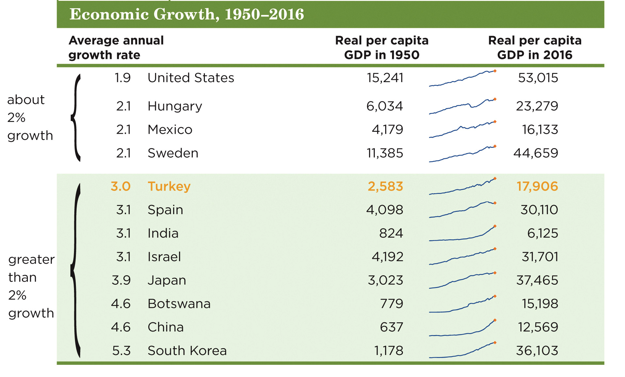 Economic Growth, 1950–2016
Average annual growth rate Real per capita GDP in 1950 Real per capita GDP in 2016
about 2% growth
1.9 United States 15,241 53,015
2.1 Hungary 6,034 23,279
2.1 Mexico 4,179 16,133
2.1 Sweden 11,385 44,659
greater than 2% growth
3.0 Turkey 2,583 17,906
3.1 Spain 4,098 30,110
3.1 India 824 6,125
3.1 Israel 4,192 31,701
3.9 Japan 3,023 37,465
4.6 Botswana 779 15,198
4.6 China 637 12,569
5.3 South Korea 1,178 36,103